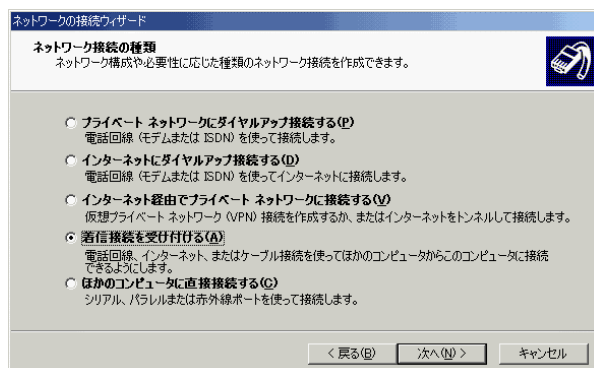 ネットワークの接続ウィザード
ネットワーク接続の種類
ネットワーク構成や必要性に応じた種類のネットワーク接続を作成できます。
プライベート ネットワークにダイヤルアップ接続する(P)
電話回線 (モデムまたは ISDN) を使って接続します。
インターネットにダイヤルアップ接続する(D)
電話回線 (モデムまたは ISDN) を使ってインターネットに接続します。
インターネット経由でプライベート ネットワークに接続する(V)
仮想プライベート ネットワーク (VPN) 接続を作成するか、またはインターネットをトンネルして接続します。
着信接続を受け付ける(A)
電話回線、インターネット、またはケーブル接続を使ってほかのコンピュータからこのコンピュータに接続
できるようにします。
ほかのコンピュータに直接接続する(C)
シリアル、パラレルまたは赤外線ポートを使って接続します。
< 戻る(B) 次へ(N) > キャンセル